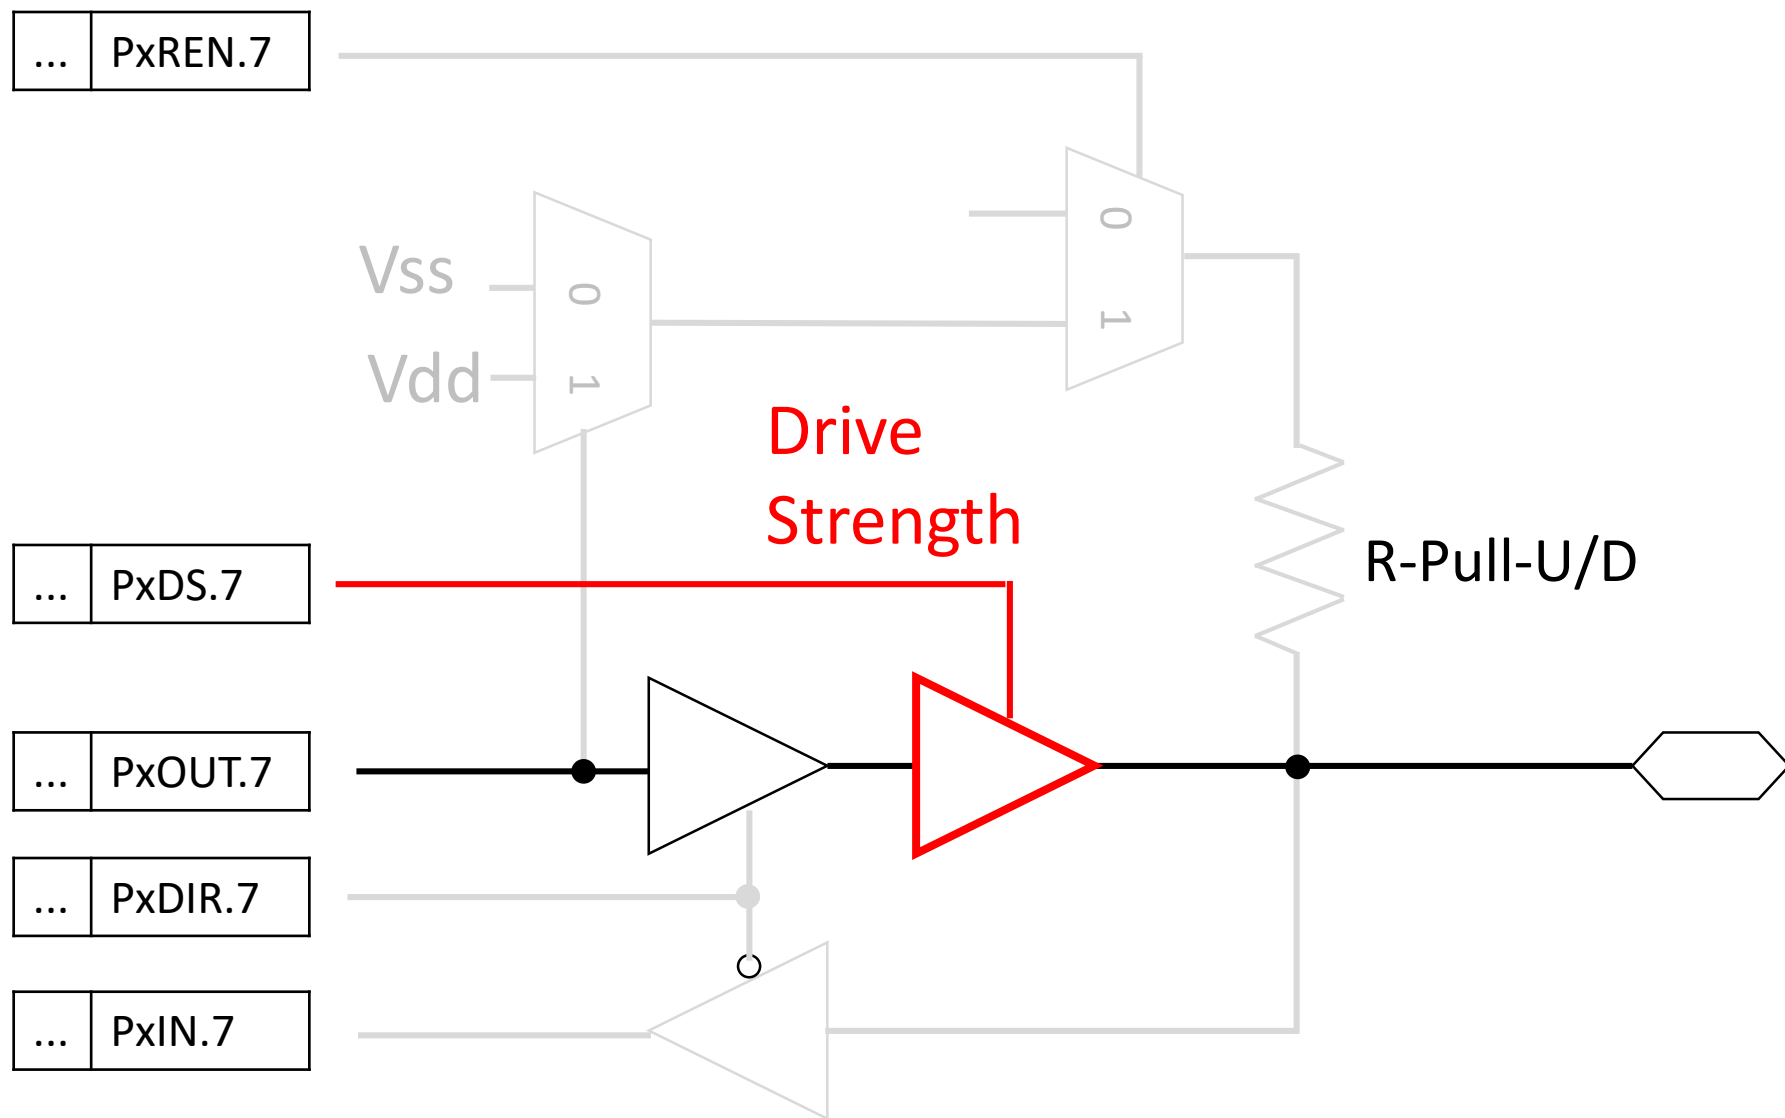 ... PxREN.7
0
1
Vss
Vdd
0
1
Drive
Strength
R-Pull-U/D
... PxDS.7
... PxOUT.7
... PxDIR.7
... PxIN.7